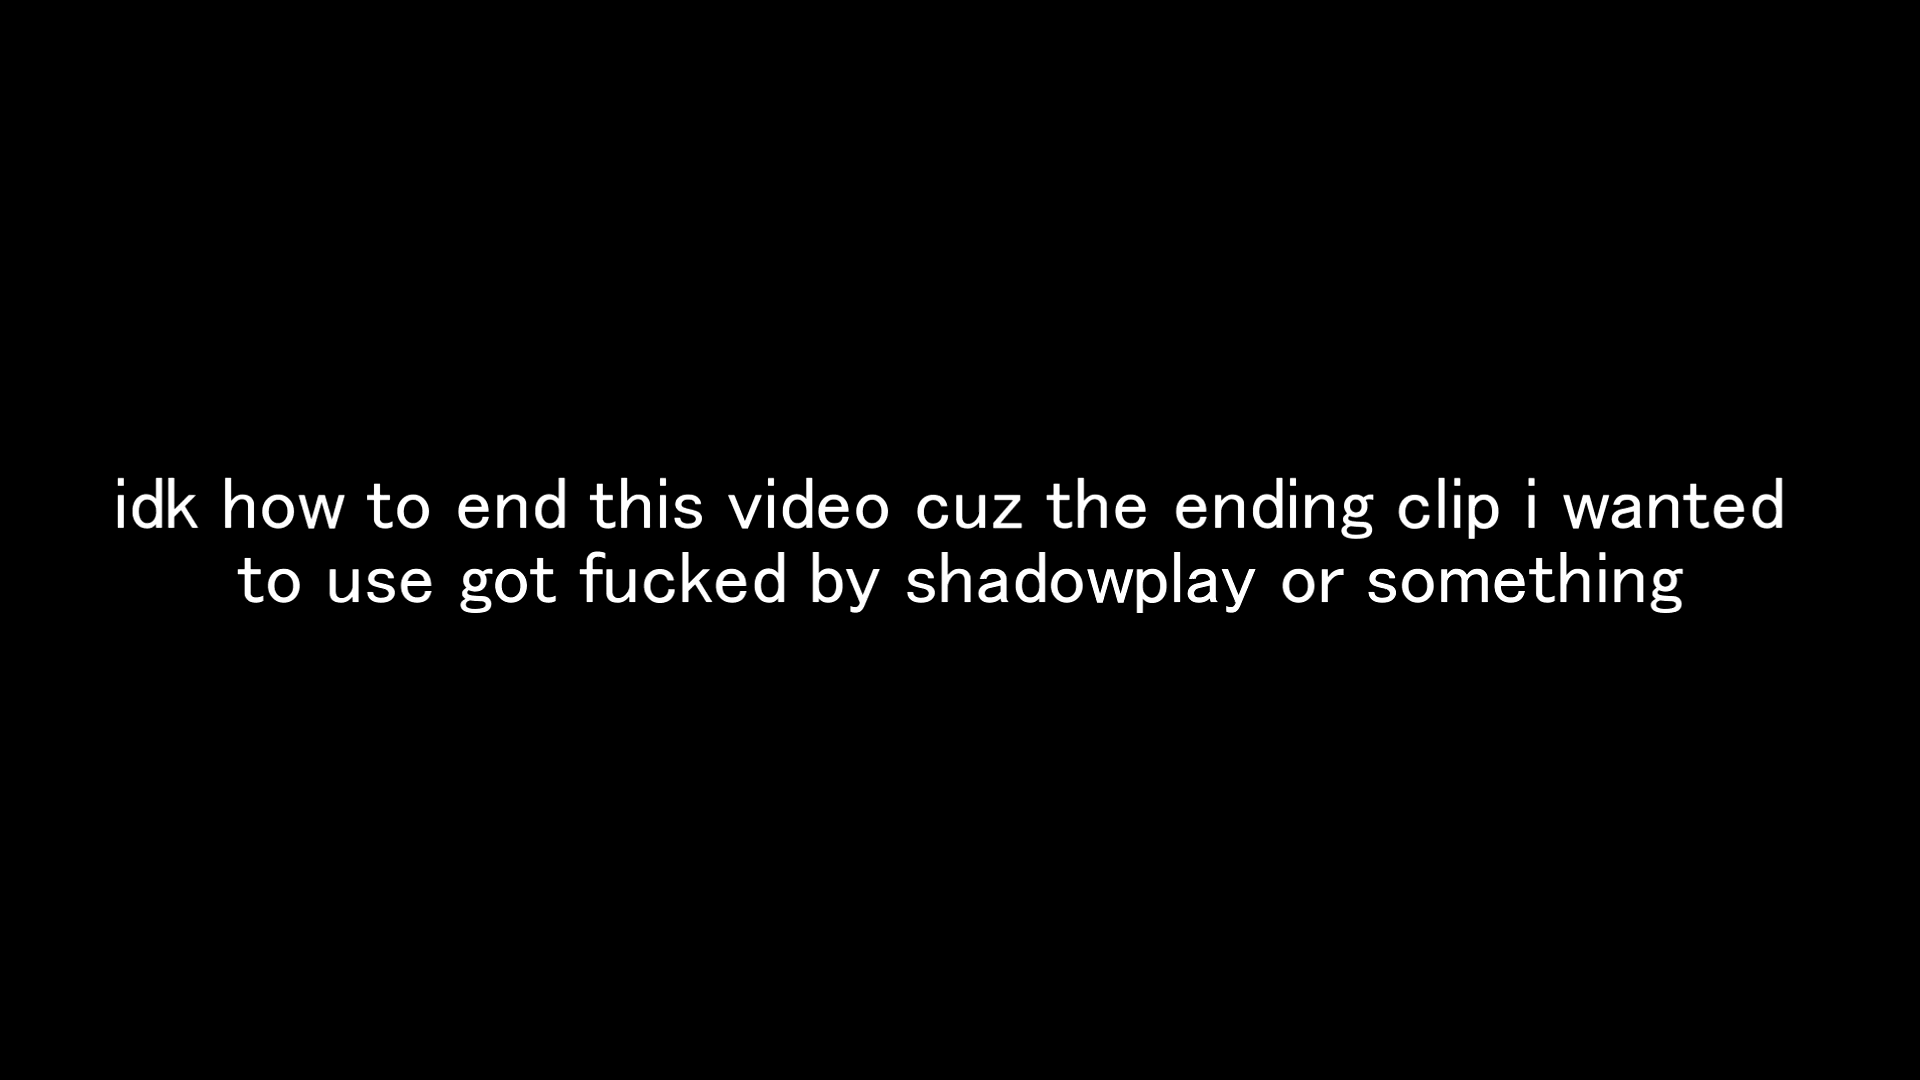 idk how to end this video cuz the ending clip i wanted
to use got fucked by shadowplay or something